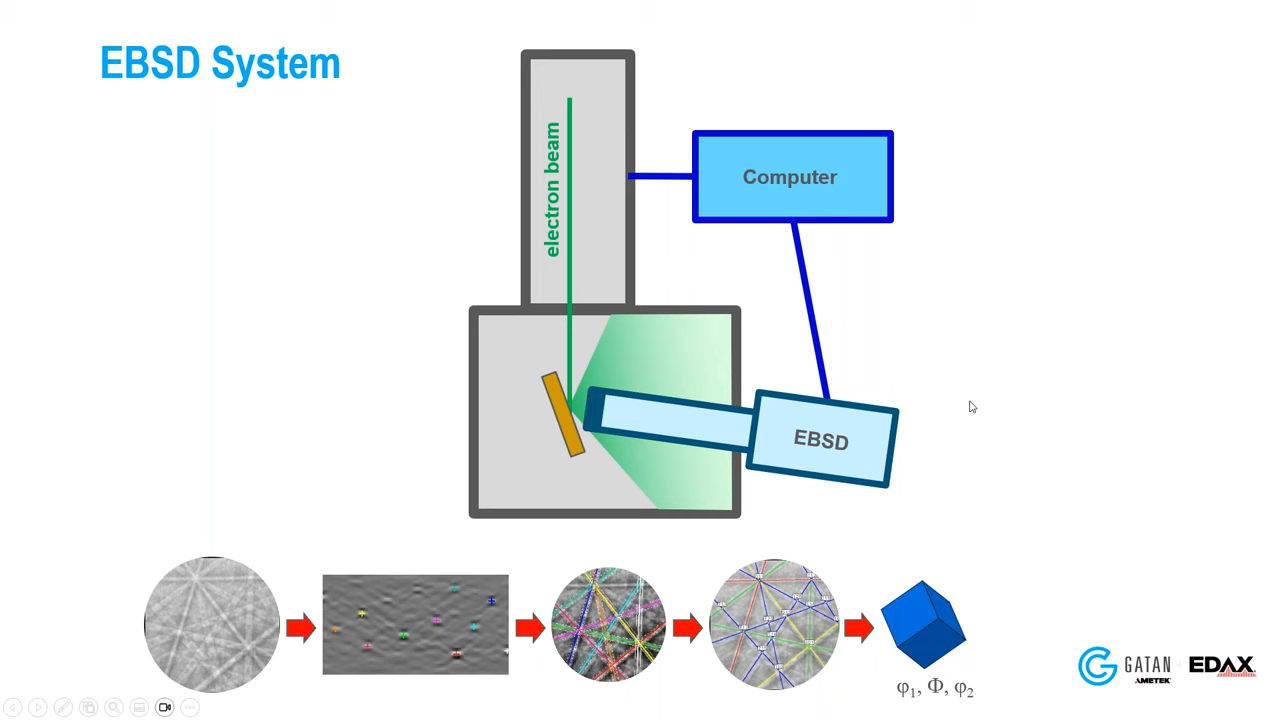 EBSD System
electron beam
Computer
EBSD
φ1, Φ, φ2
GATAN
AMETEK
EDAX